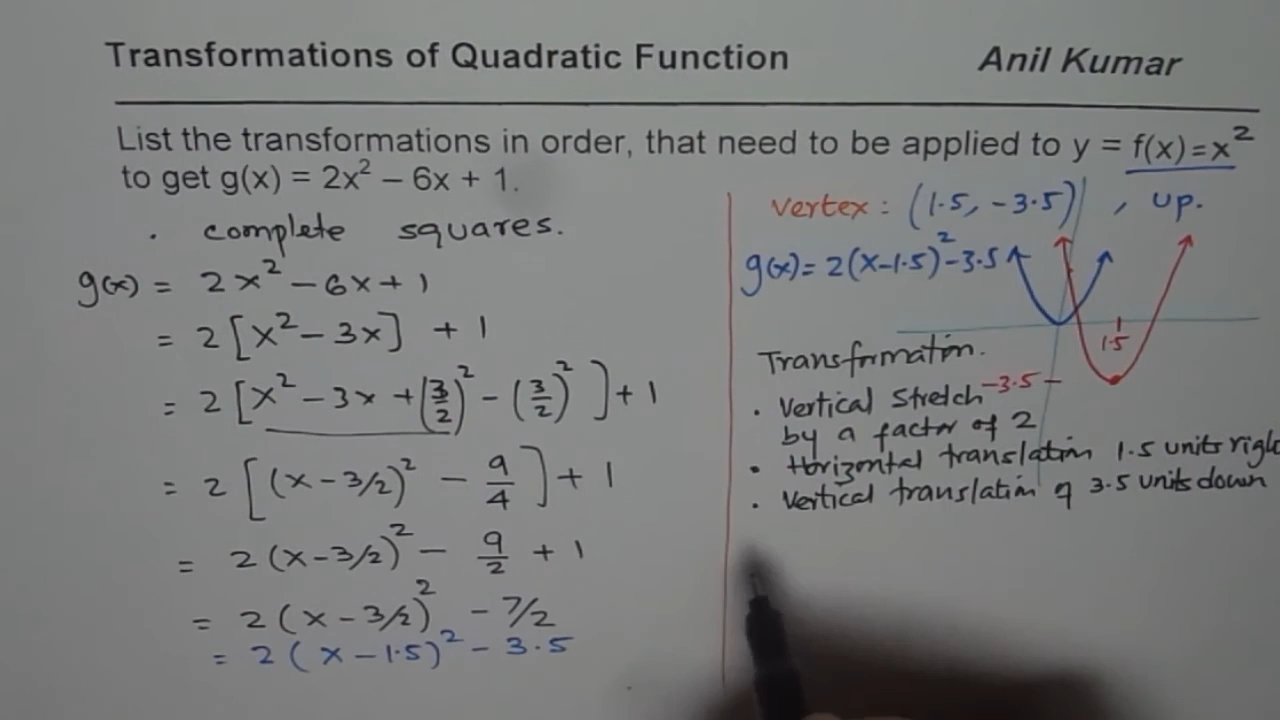 Transformations of Quadratic Function Anil Kumar
List the transformations in order, that need to be applied to y = f(x)=x²
to get g(x) = 2x² – 6x + 1.
. complete squares.
g(x) = 2x² – 6x + 1
= 2[x² – 3x] + 1
= 2[x² – 3x + (3/2)² – (3/2)²] + 1
= 2[(x – 3/2)² – 9/4] + 1
= 2(x – 3/2)² – 9/2 + 1
= 2(x – 3/2)² – 7/2
= 2(x – 1.5)² – 3.5
Vertex: (1.5, –3.5), up.
g(x) = 2(x–1.5)² – 3.5
1.5
–3.5
Transformation.
. Vertical Stretch
by a factor of 2
. Horizontal translation 1.5 units right
. Vertical translation of 3.5 units down